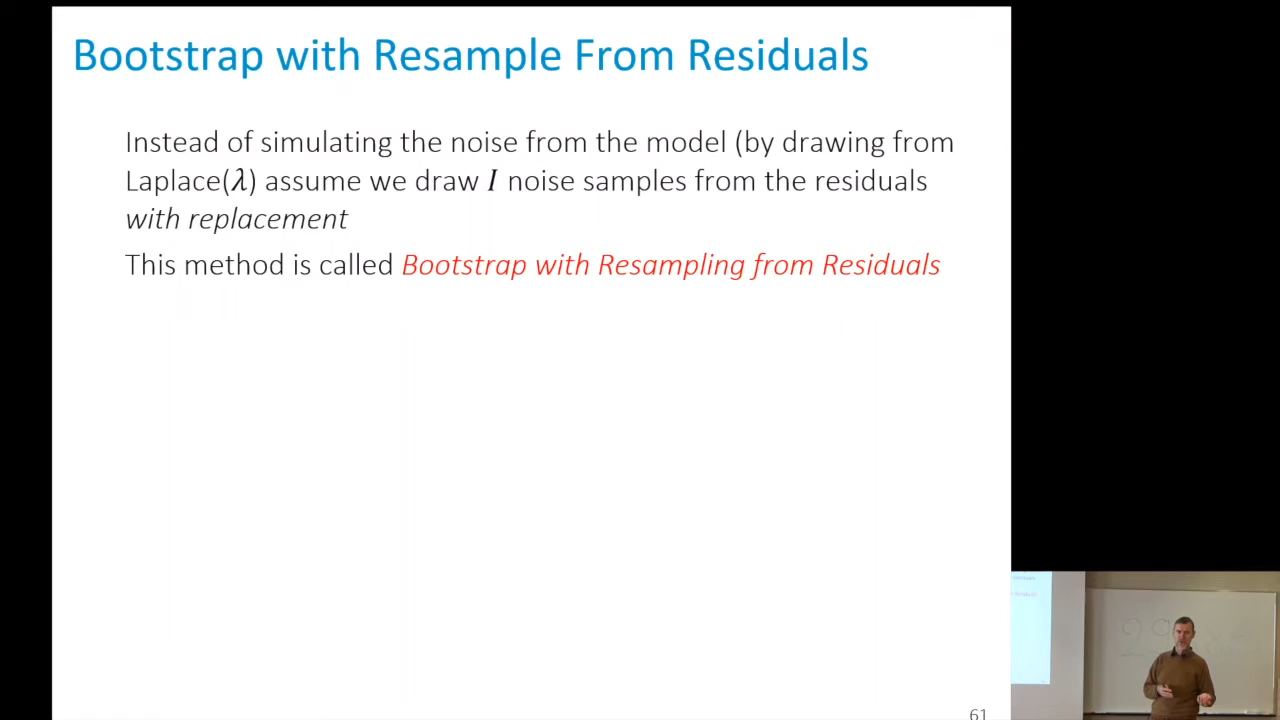 Bootstrap with Resample From Residuals
Instead of simulating the noise from the model (by drawing from
Laplace(λ) assume we draw I noise samples from the residuals
with replacement
This method is called Bootstrap with Resampling from Residuals
61